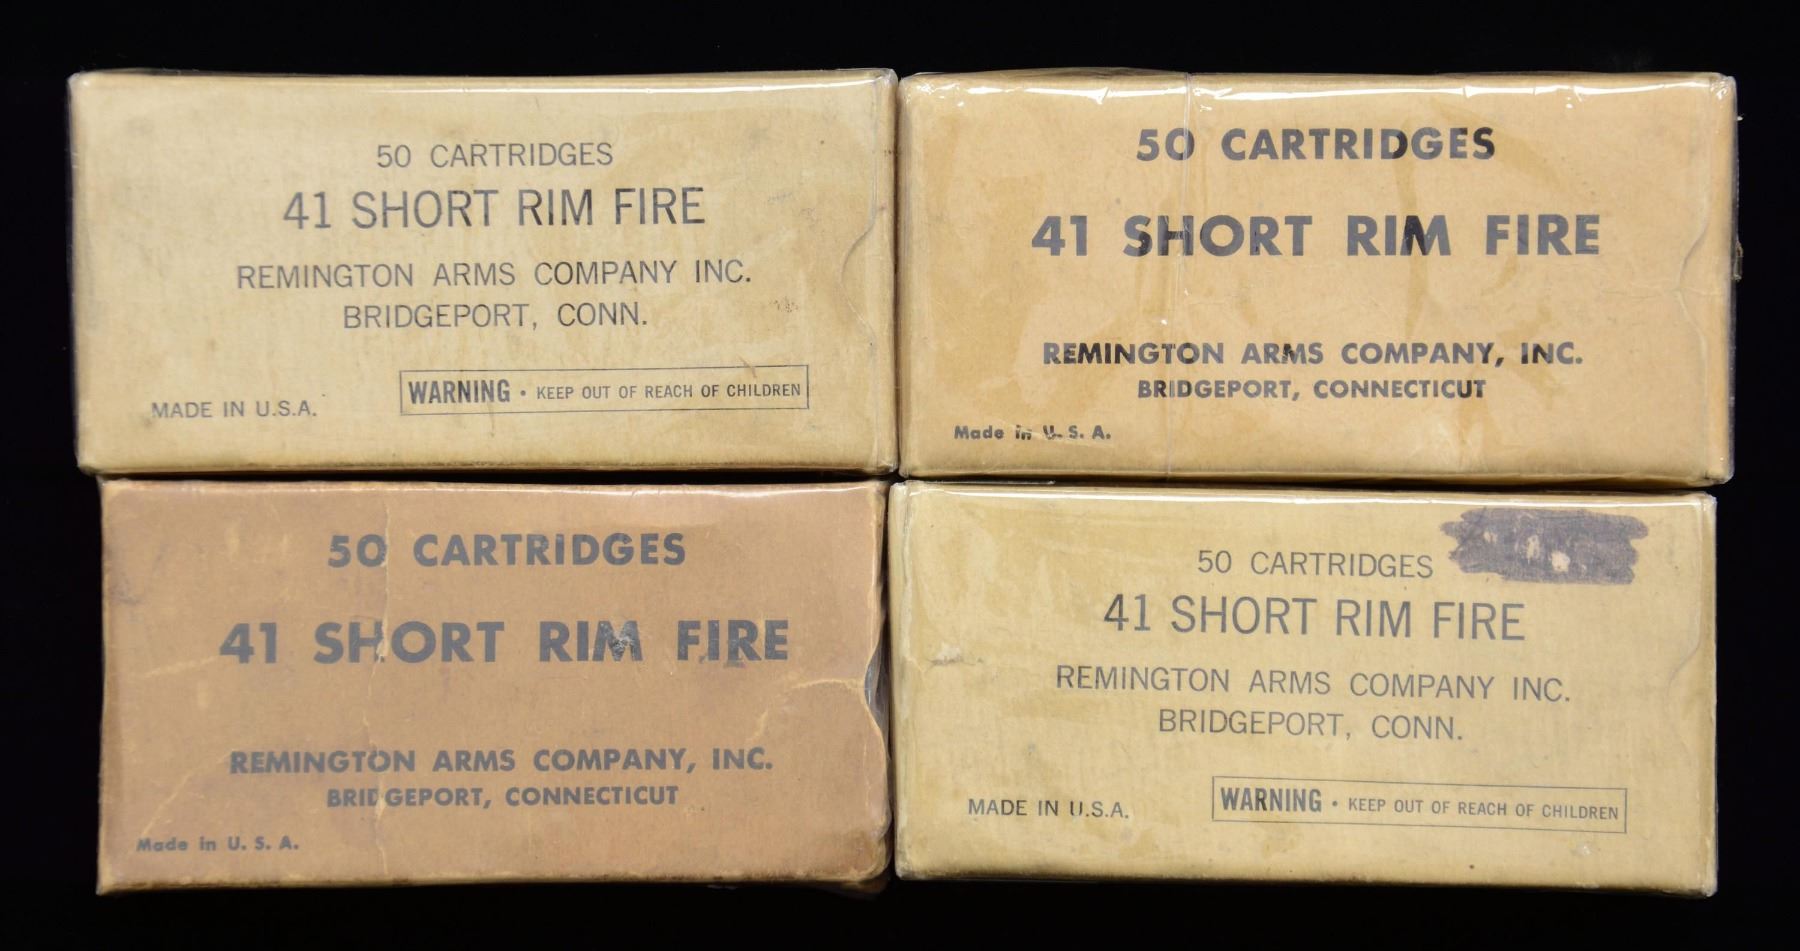 50 CARTRIDGES
41 SHORT RIM FIRE
REMINGTON ARMS COMPANY INC.
BRIDGEPORT, CONN.
MADE IN U.S.A.
WARNING • KEEP OUT OF REACH OF CHILDREN
50 CARTRIDGES
41 SHORT RIM FIRE
REMINGTON ARMS COMPANY, INC.
BRIDGEPORT, CONNECTICUT
Made in U. S. A.
50 CARTRIDGES
41 SHORT RIM FIRE
REMINGTON ARMS COMPANY, INC.
BRIDGEPORT, CONNECTICUT
Made in U. S. A.
50 CARTRIDGES
41 SHORT RIM FIRE
REMINGTON ARMS COMPANY INC.
BRIDGEPORT, CONN.
MADE IN U.S.A.
WARNING • KEEP OUT OF REACH OF CHILDREN